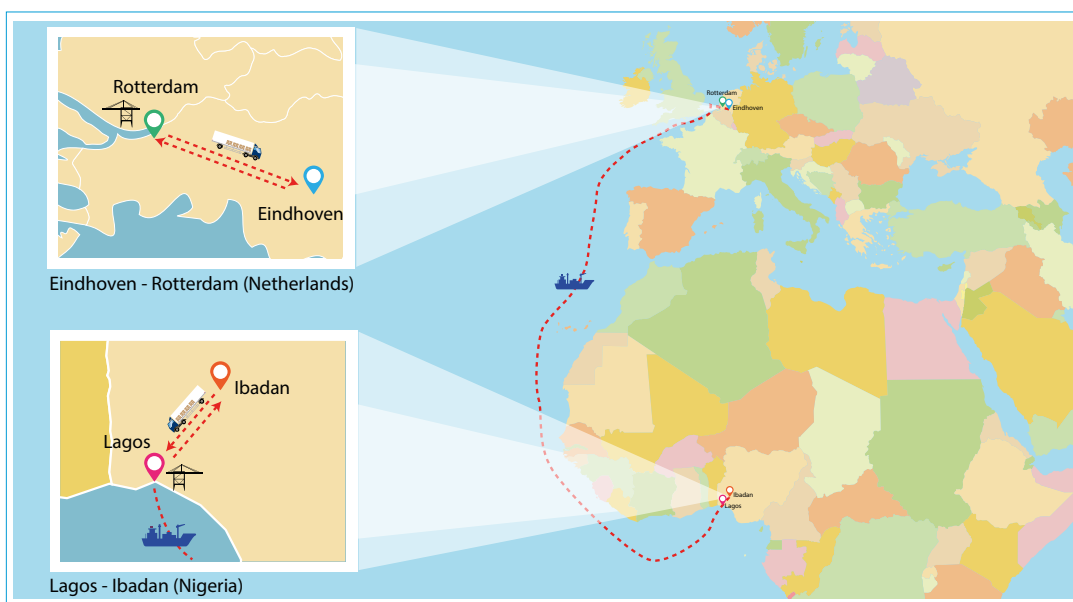 Rotterdam
Eindhoven
Eindhoven - Rotterdam (Netherlands)
Ibadan
Lagos
Lagos - Ibadan (Nigeria)
Rotterdam
Eindhoven
Ibadan
Lagos